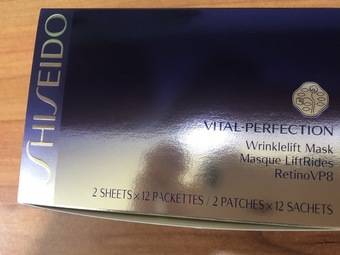 SHISEIDO
VITAL-PERFECTION
Wrinklelift Mask
Masque LiftRides
RetinoVP8
2 SHEETS × 12 PACKETTES / 2 PATCHES × 12 SACHETS